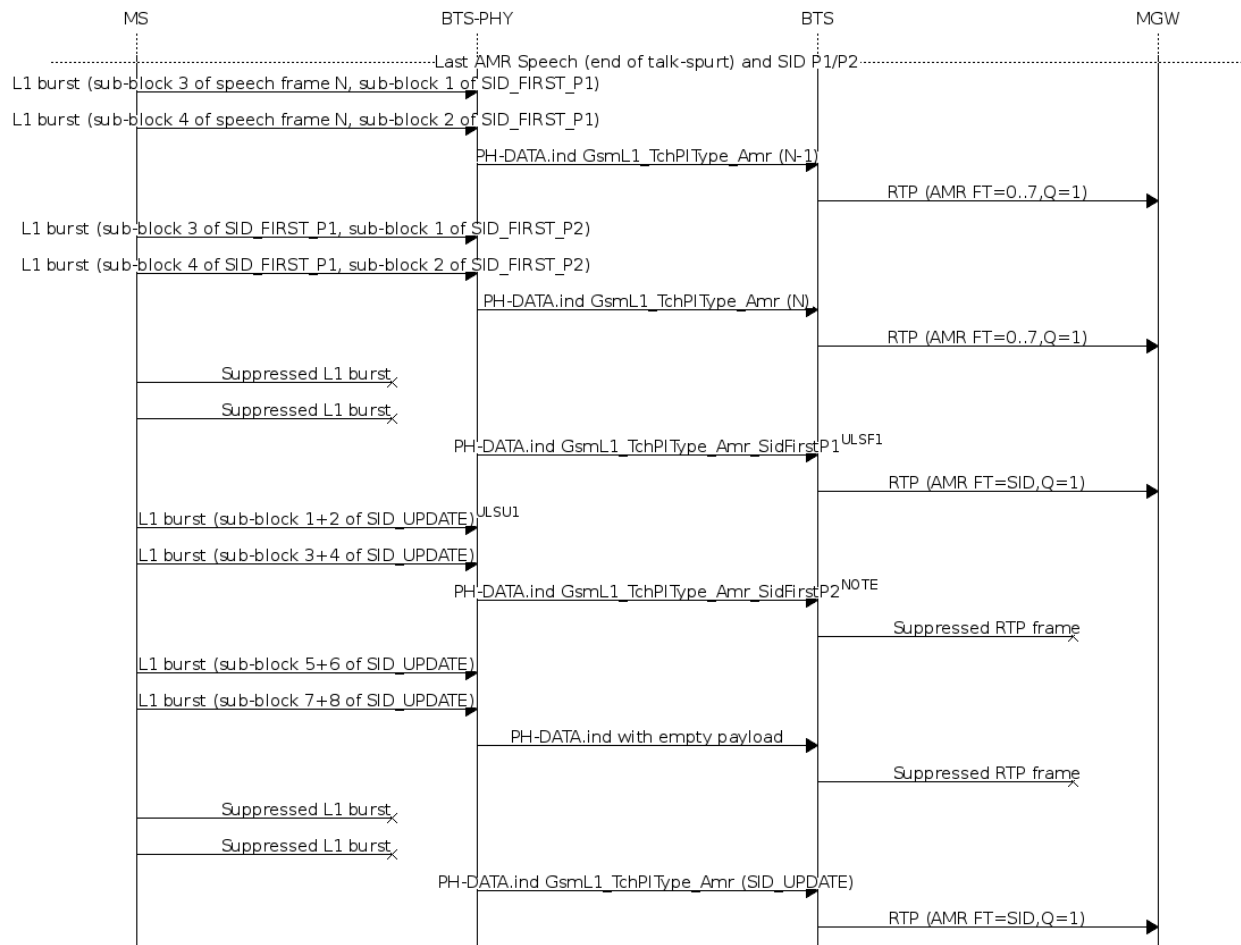 MS BTS-PHY BTS MGW
Last AMR Speech (end of talk-spurt) and SID P1/P2
L1 burst (sub-block 3 of speech frame N, sub-block 1 of SID_FIRST_P1)
L1 burst (sub-block 4 of speech frame N, sub-block 2 of SID_FIRST_P1)
PH-DATA.ind GsmL1_TchPlType_Amr (N-1)
RTP (AMR FT=0..7,Q=1)
L1 burst (sub-block 3 of SID_FIRST_P1, sub-block 1 of SID_FIRST_P2)
L1 burst (sub-block 4 of SID_FIRST_P1, sub-block 2 of SID_FIRST_P2)
PH-DATA.ind GsmL1_TchPlType_Amr (N)
RTP (AMR FT=0..7,Q=1)
Suppressed L1 burst
Suppressed L1 burst
PH-DATA.ind GsmL1_TchPlType_Amr_SidFirstP1 ULSF1
RTP (AMR FT=SID,Q=1)
L1 burst (sub-block 1+2 of SID_UPDATE) ULSU1
L1 burst (sub-block 3+4 of SID_UPDATE)
PH-DATA.ind GsmL1_TchPlType_Amr_SidFirstP2 NOTE
Suppressed RTP frame
L1 burst (sub-block 5+6 of SID_UPDATE)
L1 burst (sub-block 7+8 of SID_UPDATE)
PH-DATA.ind with empty payload
Suppressed RTP frame
Suppressed L1 burst
Suppressed L1 burst
PH-DATA.ind GsmL1_TchPlType_Amr (SID_UPDATE)
RTP (AMR FT=SID,Q=1)